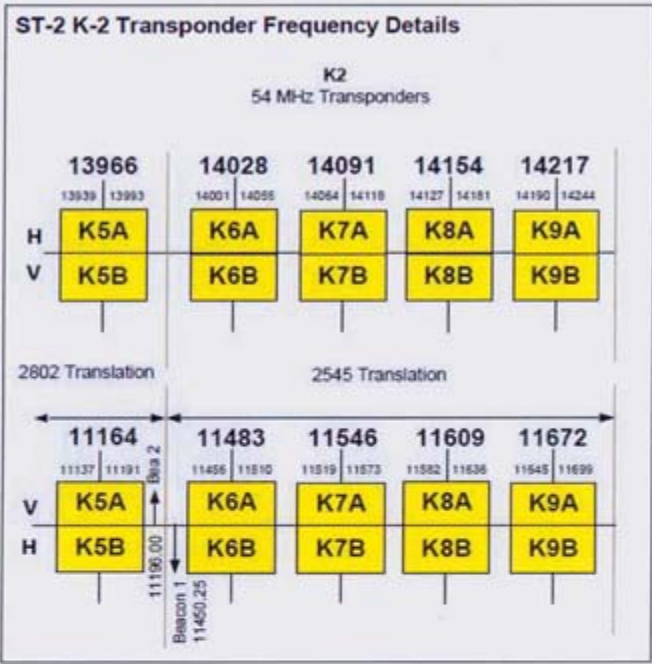 ST-2 K-2 Transponder Frequency Details
K2
54 MHz Transponders
13966 14028 14091 14154 14217
13939 13993 14001 14055 14064 14118 14127 14181 14190 14244
H K5A K6A K7A K8A K9A
V K5B K6B K7B K8B K9B
2802 Translation 2545 Translation
11164 11483 11546 11609 11672
11137 11191 11456 11510 11519 11573 11582 11636 11645 11699
Bea 2
V K5A K6A K7A K8A K9A
H K5B K6B K7B K8B K9B
11196.00
Beacon 1
11450.25